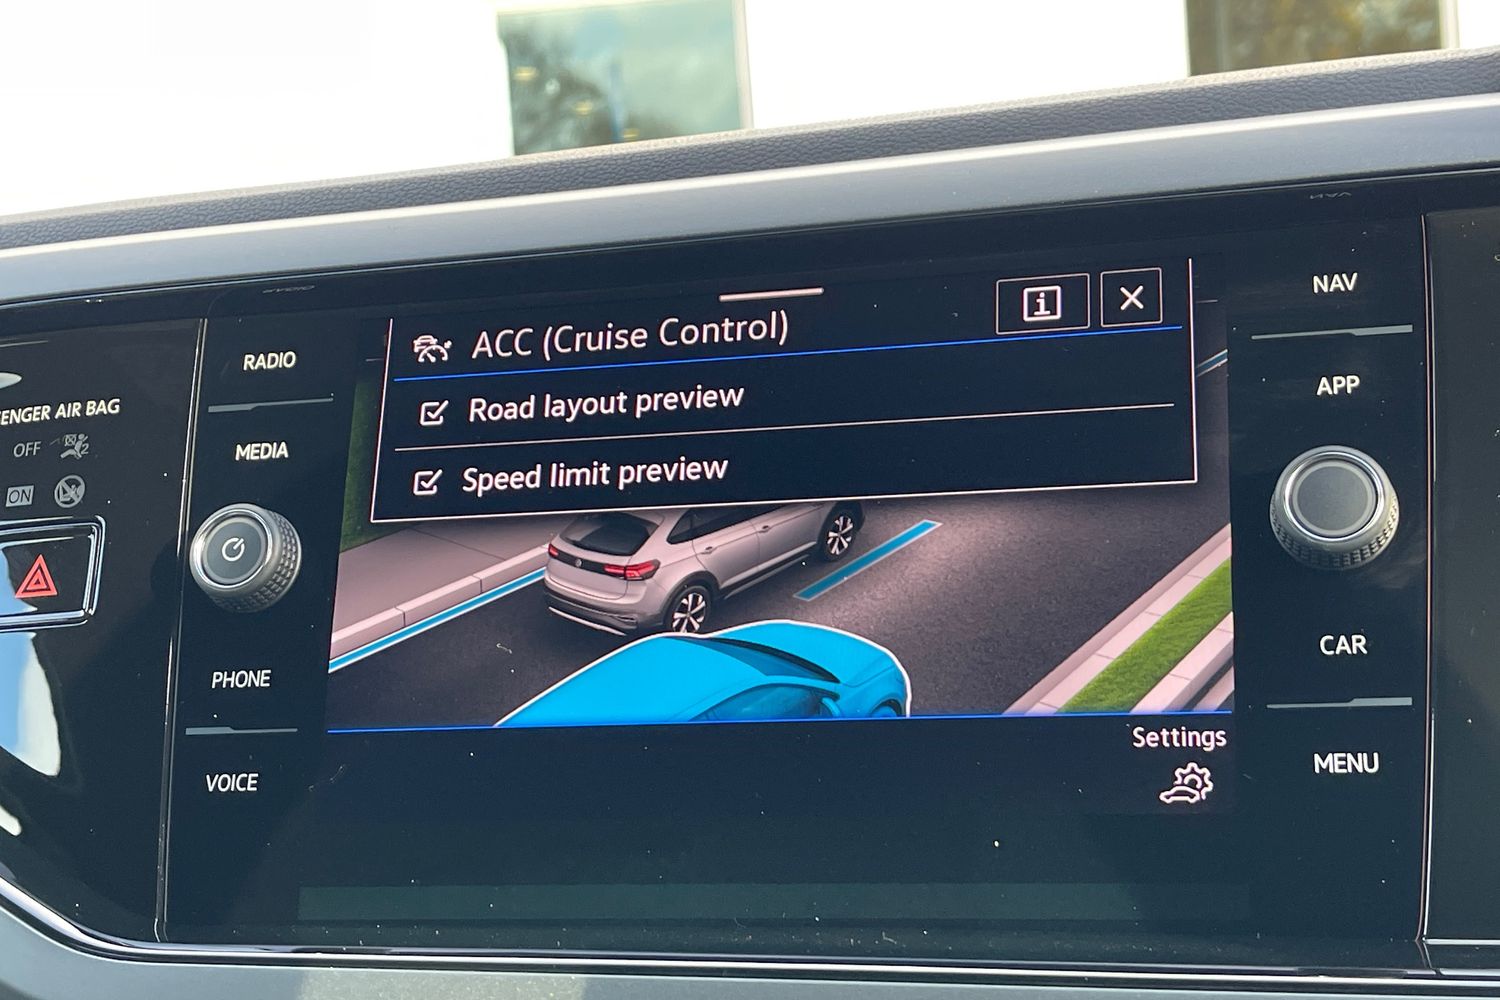 ENGER AIR BAG
OFF
ON
RADIO
MEDIA
PHONE
VOICE
ACC (Cruise Control)
Road layout preview
Speed limit preview
Settings
NAV
APP
CAR
MENU